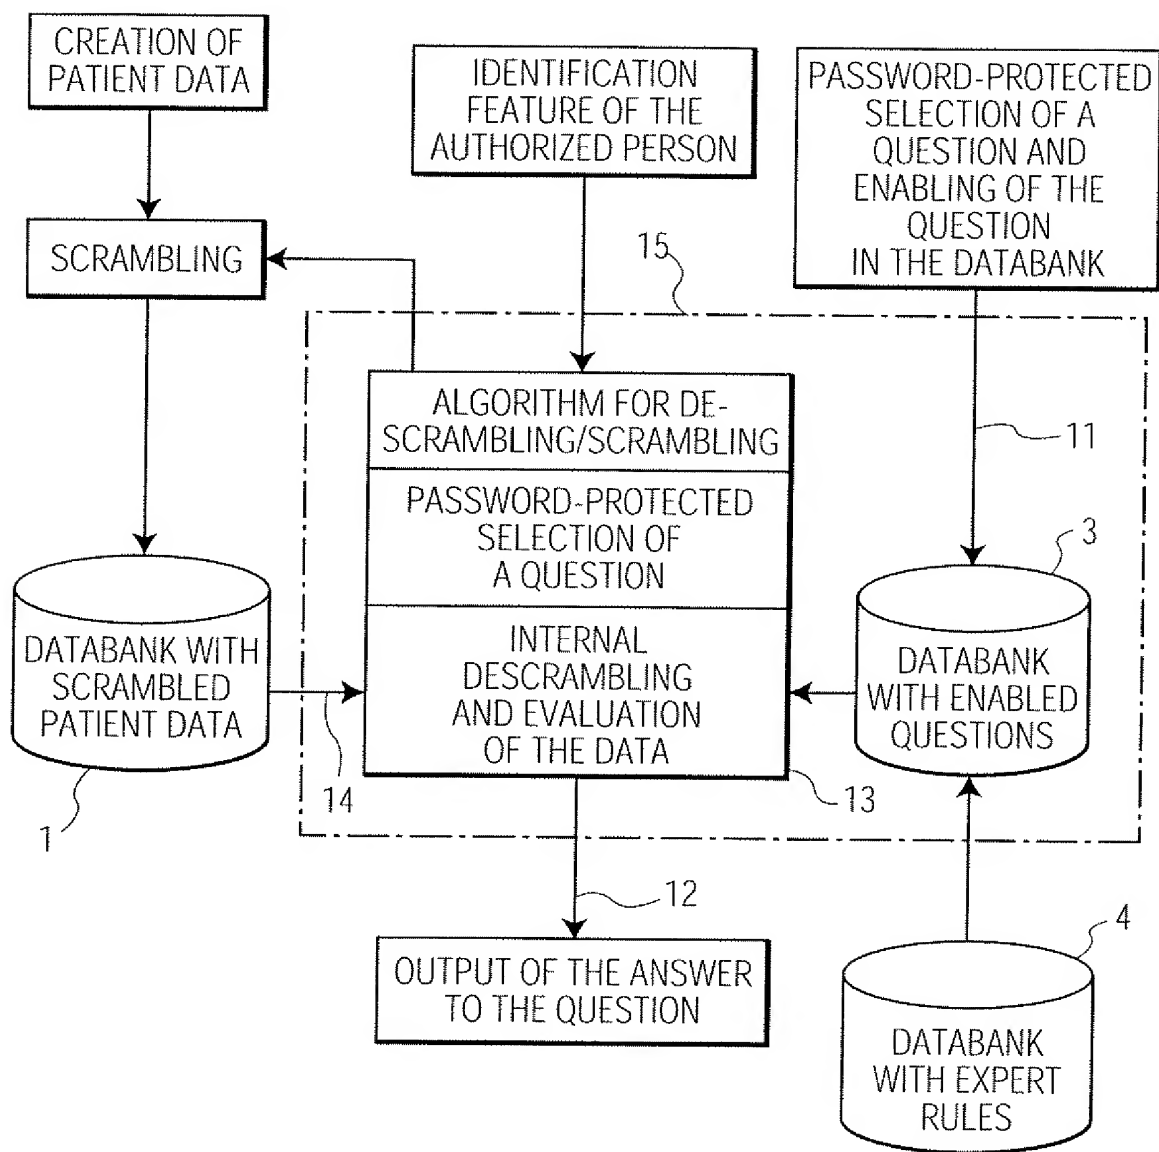 CREATION OF
PATIENT DATA
IDENTIFICATION
FEATURE OF THE
AUTHORIZED PERSON
PASSWORD-PROTECTED
SELECTION OF A
QUESTION AND
ENABLING OF THE
QUESTION
IN THE DATABANK
SCRAMBLING
15
ALGORITHM FOR DE-
SCRAMBLING/SCRAMBLING
11
PASSWORD-PROTECTED
SELECTION OF
A QUESTION
3
DATABANK WITH
SCRAMBLED
PATIENT DATA
INTERNAL
DESCRAMBLING
AND EVALUATION
OF THE DATA
DATABANK
WITH ENABLED
QUESTIONS
1
14
13
12
4
OUTPUT OF THE ANSWER
TO THE QUESTION
DATABANK
WITH EXPERT
RULES